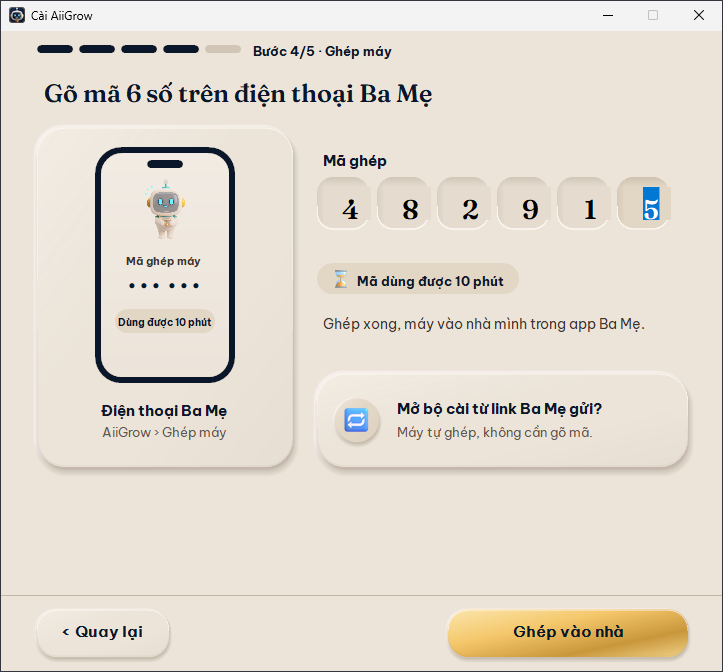 Cài AiiGrow
Bước 4/5 · Ghép máy
Gõ mã 6 số trên điện thoại Ba Mẹ
Mã ghép máy
Dùng được 10 phút
Điện thoại Ba Mẹ
AiiGrow > Ghép máy
Mã ghép
4 8 2 9 1 5
Mã dùng được 10 phút
Ghép xong, máy vào nhà mình trong app Ba Mẹ.
Mở bộ cài từ link Ba Mẹ gửi?
Máy tự ghép, không cần gõ mã.
< Quay lại
Ghép vào nhà